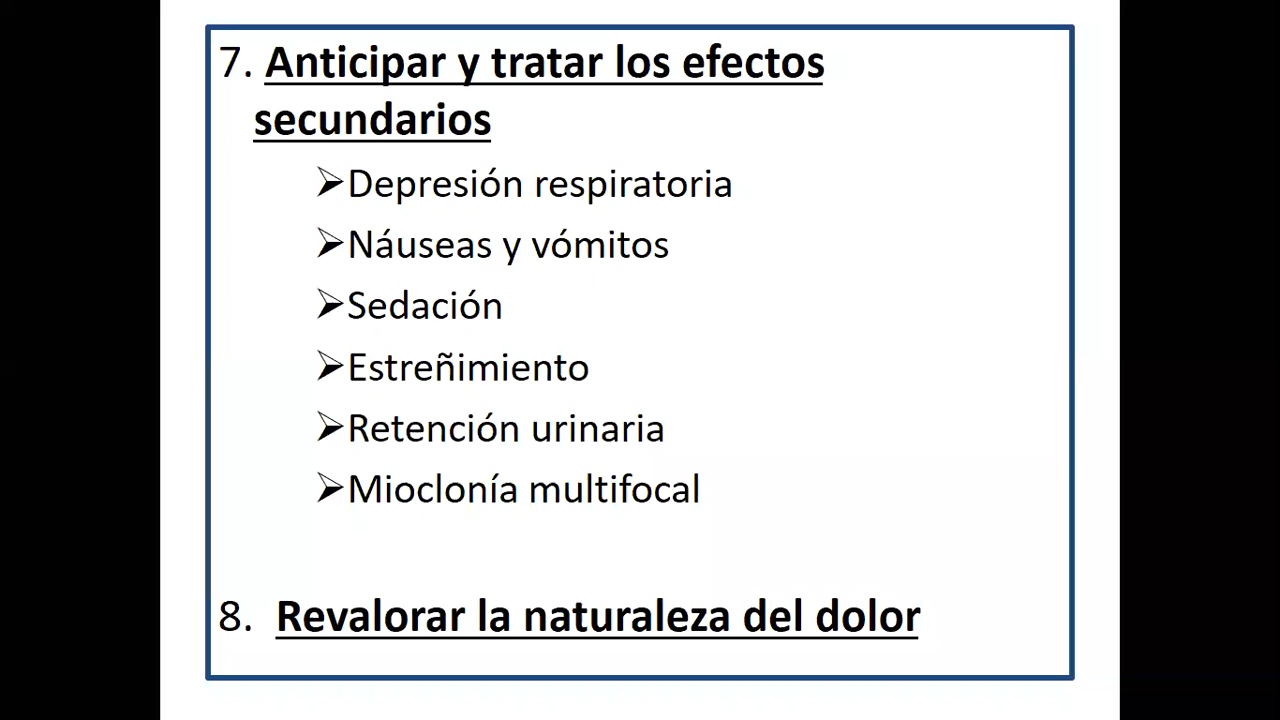 7. Anticipar y tratar los efectos
secundarios
➢Depresión respiratoria
➢Náuseas y vómitos
➢Sedación
➢Estreñimiento
➢Retención urinaria
➢Mioclonía multifocal
8. Revalorar la naturaleza del dolor